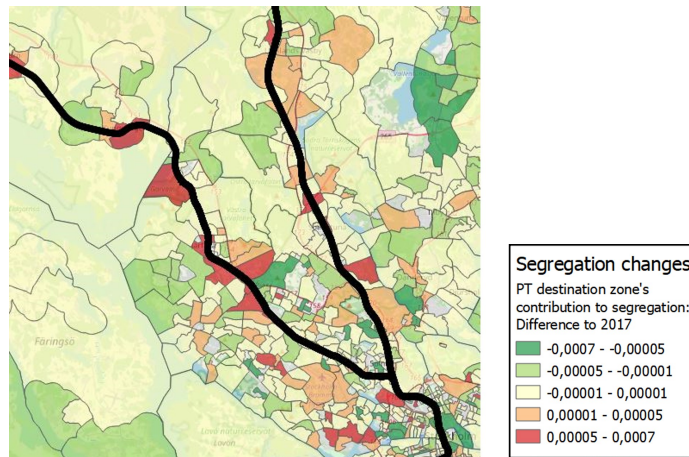 Färingsö
Segregation changes
PT destination zone's
contribution to segregation:
Difference to 2017
-0,0007 - -0,00005
-0,00005 - -0,00001
-0,00001 - 0,00001
0,00001 - 0,00005
0,00005 - 0,0007